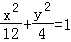 x²/12 + y²/4 = 1